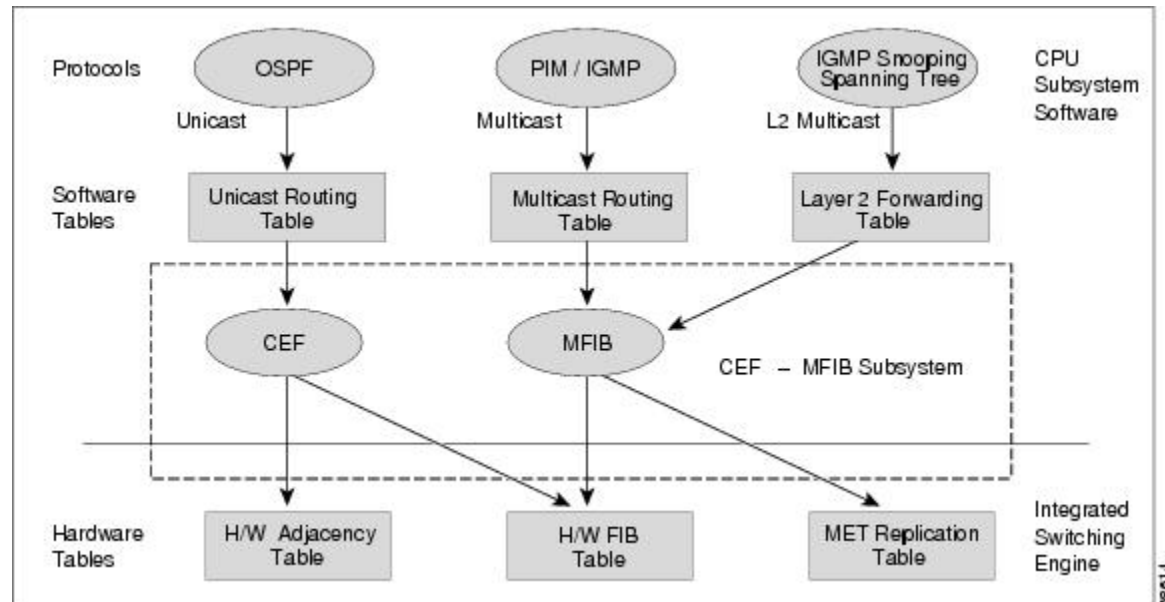 Protocols
OSPF
PIM / IGMP
IGMP Snooping
Spanning Tree
CPU
Subsystem
Software
Unicast
Multicast
L2 Multicast
Software
Tables
Unicast Routing
Table
Multicast Routing
Table
Layer 2 Forwarding
Table
CEF
MFIB
CEF – MFIB Subsystem
Hardware
Tables
H/W Adjacency
Table
H/W FIB
Table
MET Replication
Table
Integrated
Switching
Engine